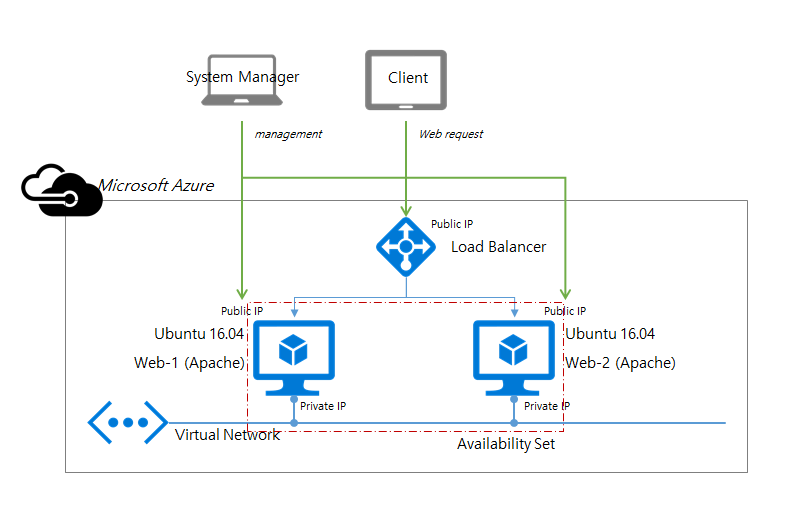 System Manager
Client
management
Web request
Microsoft Azure
Public IP
Load Balancer
Public IP
Public IP
Ubuntu 16.04
Ubuntu 16.04
Web-1 (Apache)
Web-2 (Apache)
Private IP
Private IP
Virtual Network
Availability Set